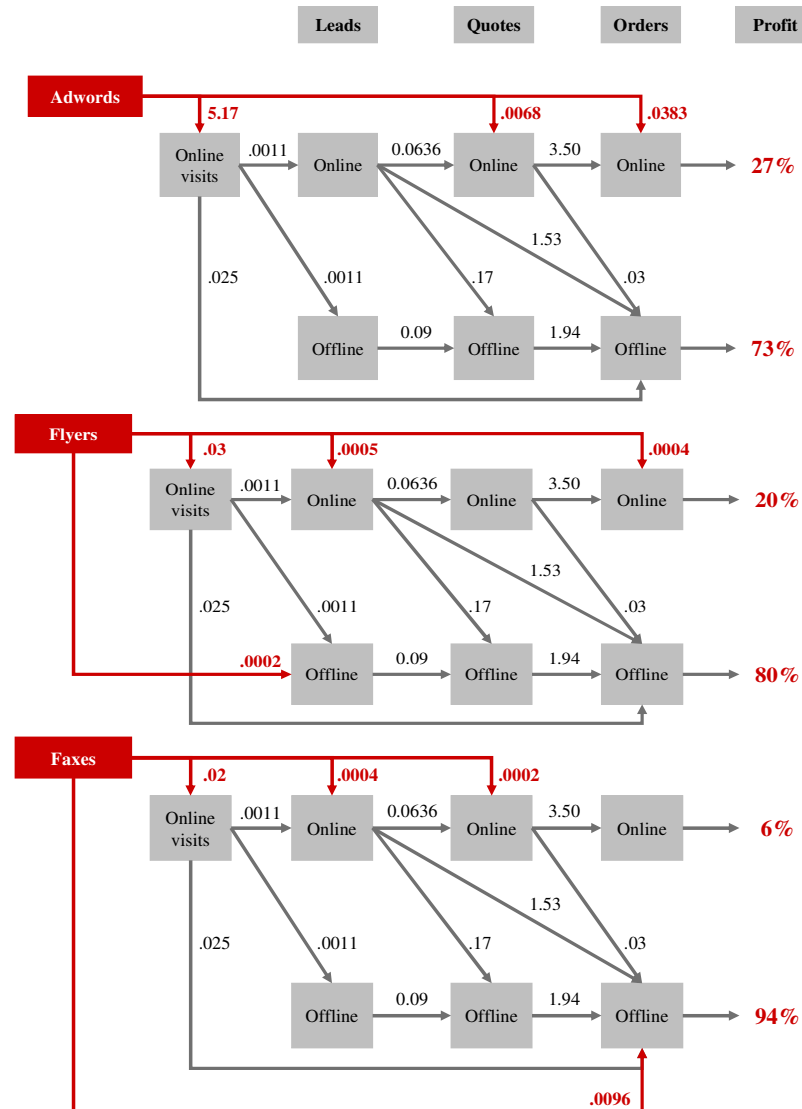 Leads Quotes Orders Profit
Adwords
5.17 .0068 .0383
Online visits .0011 Online 0.0636 Online 3.50 Online 27%
1.53
.025 .0011 .17 .03
Offline 0.09 Offline 1.94 Offline 73%
Flyers
.03 .0005 .0004
Online visits .0011 Online 0.0636 Online 3.50 Online 20%
1.53
.025 .0011 .17 .03
.0002 Offline 0.09 Offline 1.94 Offline 80%
Faxes
.02 .0004 .0002
Online visits .0011 Online 0.0636 Online 3.50 Online 6%
1.53
.025 .0011 .17 .03
Offline 0.09 Offline 1.94 Offline 94%
.0096